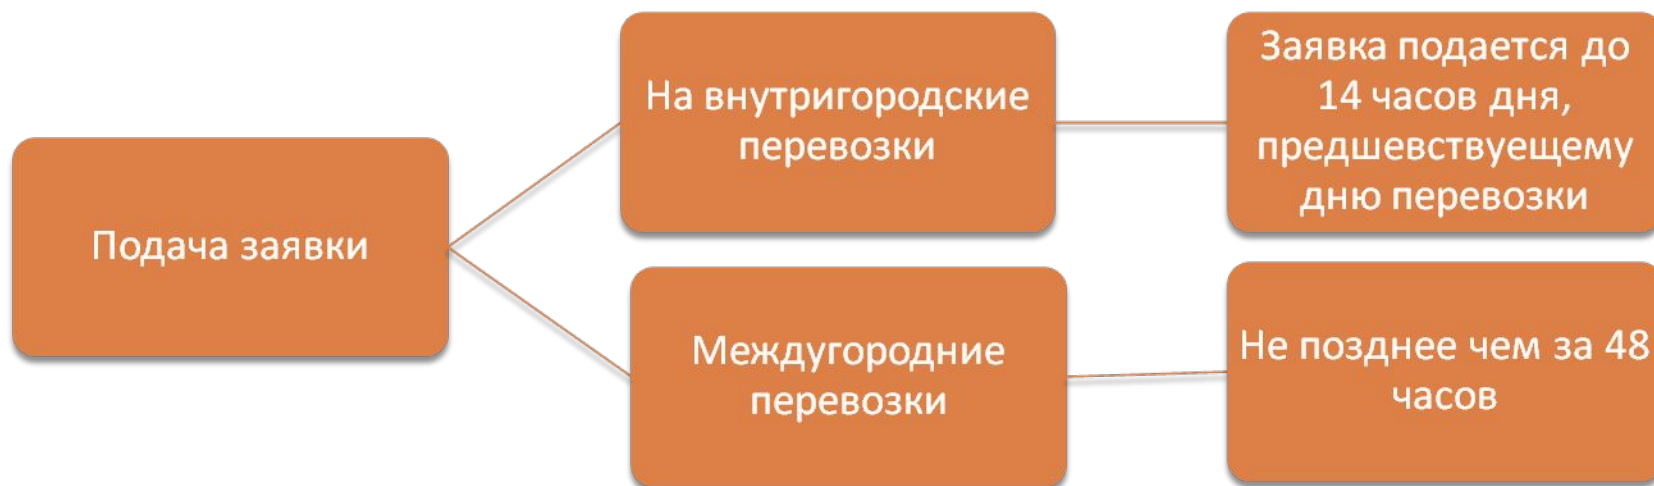 Подача заявки
На внутригородские
перевозки
Заявка подается до
14 часов дня,
предшевствуещему
дню перевозки
Междугородние
перевозки
Не позднее чем за 48
часов